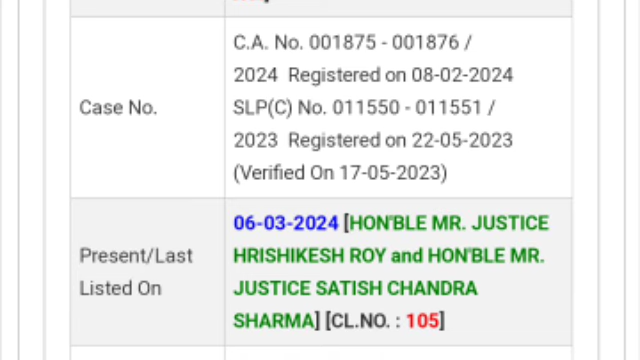 Case No.
C.A. No. 001875 - 001876 /
2024 Registered on 08-02-2024
SLP(C) No. 011550 - 011551 /
2023 Registered on 22-05-2023
(Verified On 17-05-2023)
Present/Last
Listed On
06-03-2024 [HON'BLE MR. JUSTICE
HRISHIKESH ROY and HON'BLE MR.
JUSTICE SATISH CHANDRA
SHARMA] [CL.NO. : 105]